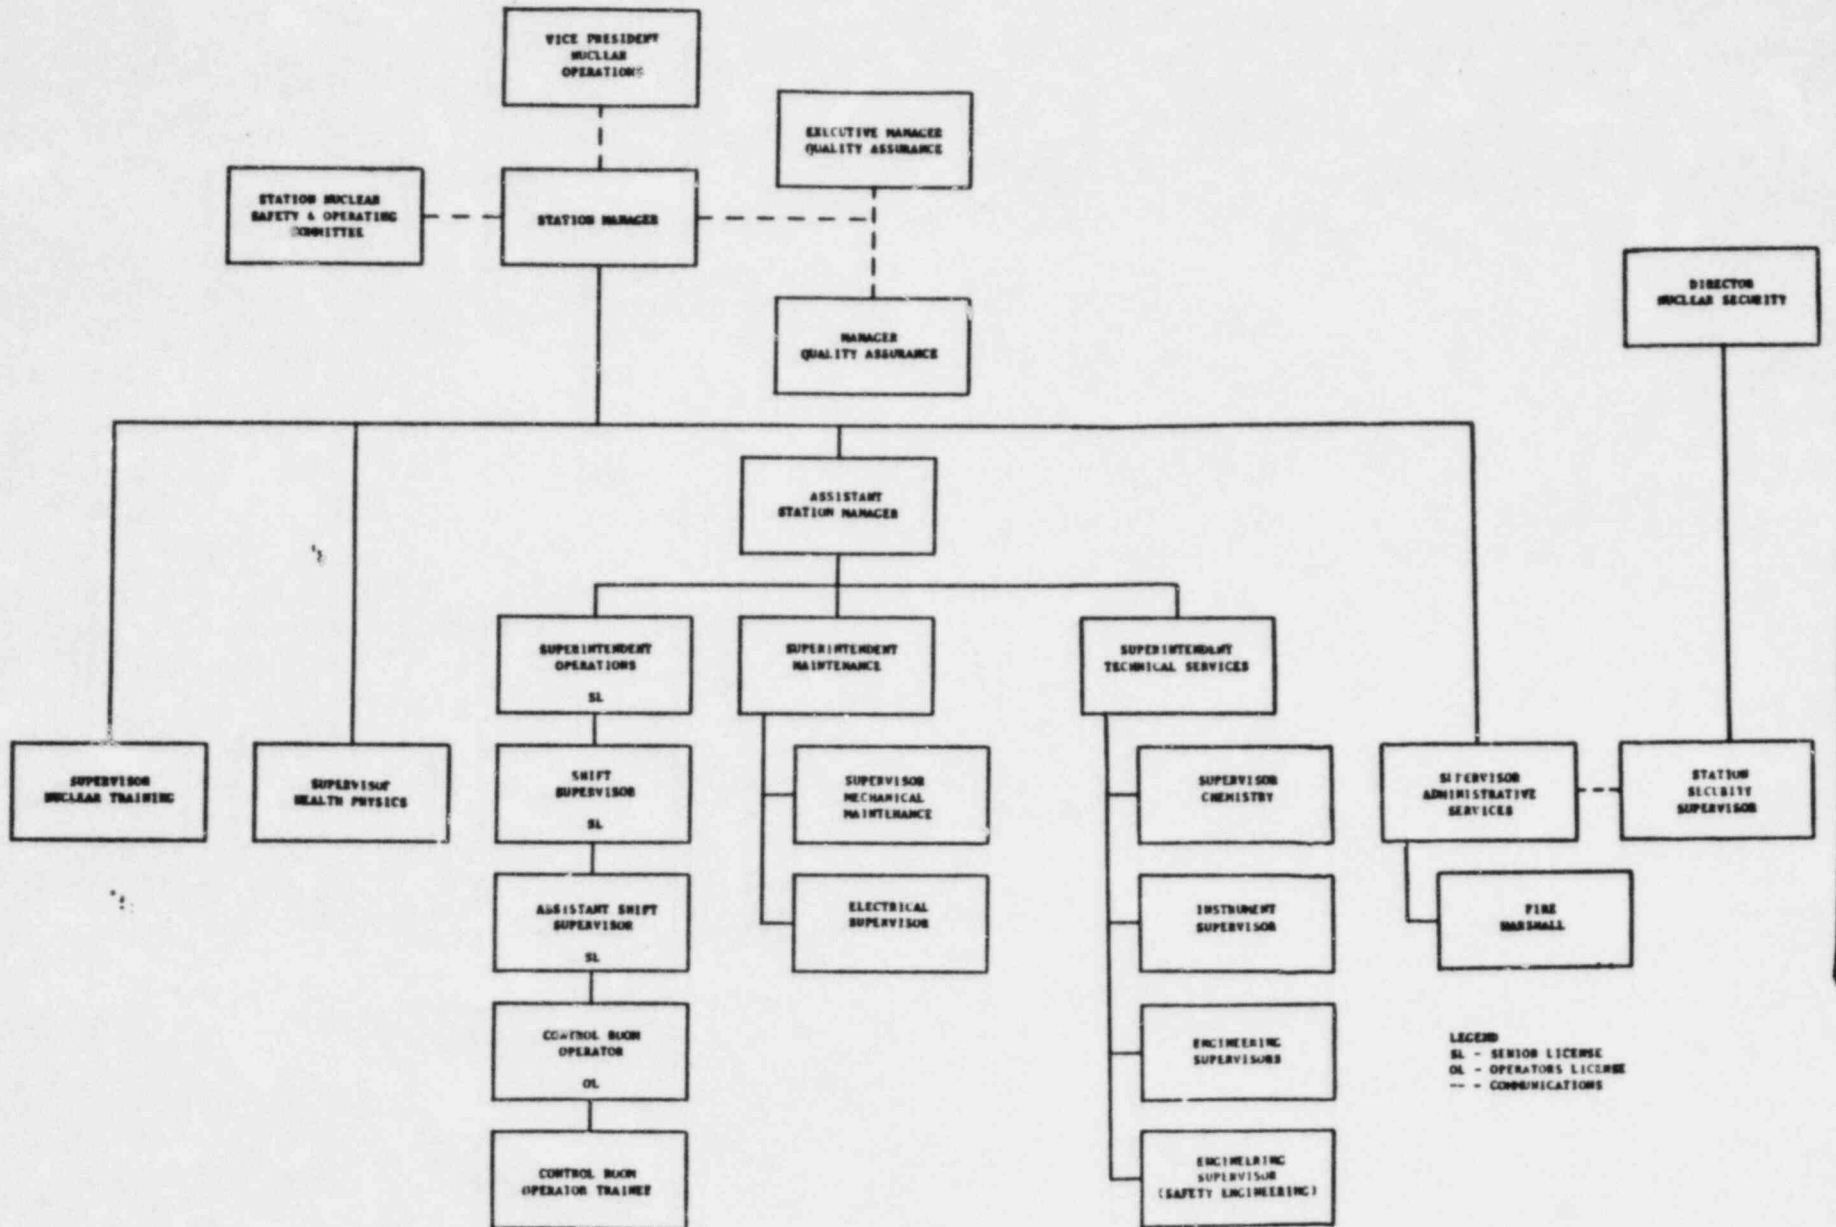 VICE PRESIDENT
NUCLEAR
OPERATIONS
EXECUTIVE MANAGER
QUALITY ASSURANCE
STATION NUCLEAR
SAFETY & OPERATING
COMMITTEE
STATION MANAGER
DIRECTOR
NUCLEAR SECURITY
MANAGER
QUALITY ASSURANCE
ASSISTANT
STATION MANAGER
SUPERINTENDENT
OPERATIONS
SL
SUPERINTENDENT
MAINTENANCE
SUPERINTENDENT
TECHNICAL SERVICES
SUPERVISOR
NUCLEAR TRAINING
SUPERVISOR
HEALTH PHYSICS
SHIFT
SUPERVISOR
SL
SUPERVISOR
MECHANICAL
MAINTENANCE
SUPERVISOR
CHEMISTRY
SUPERVISOR
ADMINISTRATIVE
SERVICES
STATION
SECURITY
SUPERVISOR
ASSISTANT SHIFT
SUPERVISOR
SL
ELECTRICAL
SUPERVISOR
INSTRUMENT
SUPERVISOR
FIRE
MARSHALL
CONTROL ROOM
OPERATOR
OL
ENGINEERING
SUPERVISORS
LEGEND
SL - SENIOR LICENSE
OL - OPERATORS LICENSE
-- - COMMUNICATIONS
CONTROL ROOM
OPERATOR TRAINEE
ENGINEERING
SUPERVISOR
(SAFETY ENGINEERING)